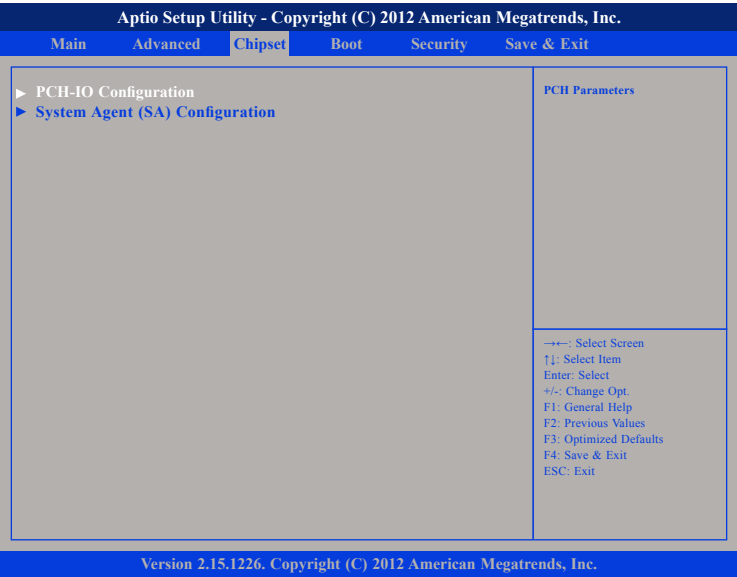 Aptio Setup Utility - Copyright (C) 2012 American Megatrends, Inc.
Main Advanced Chipset Boot Security Save & Exit
► PCH-IO Configuration
► System Agent (SA) Configuration
PCH Parameters
→←: Select Screen
↑↓: Select Item
Enter: Select
+/-: Change Opt.
F1: General Help
F2: Previous Values
F3: Optimized Defaults
F4: Save & Exit
ESC: Exit
Version 2.15.1226. Copyright (C) 2012 American Megatrends, Inc.